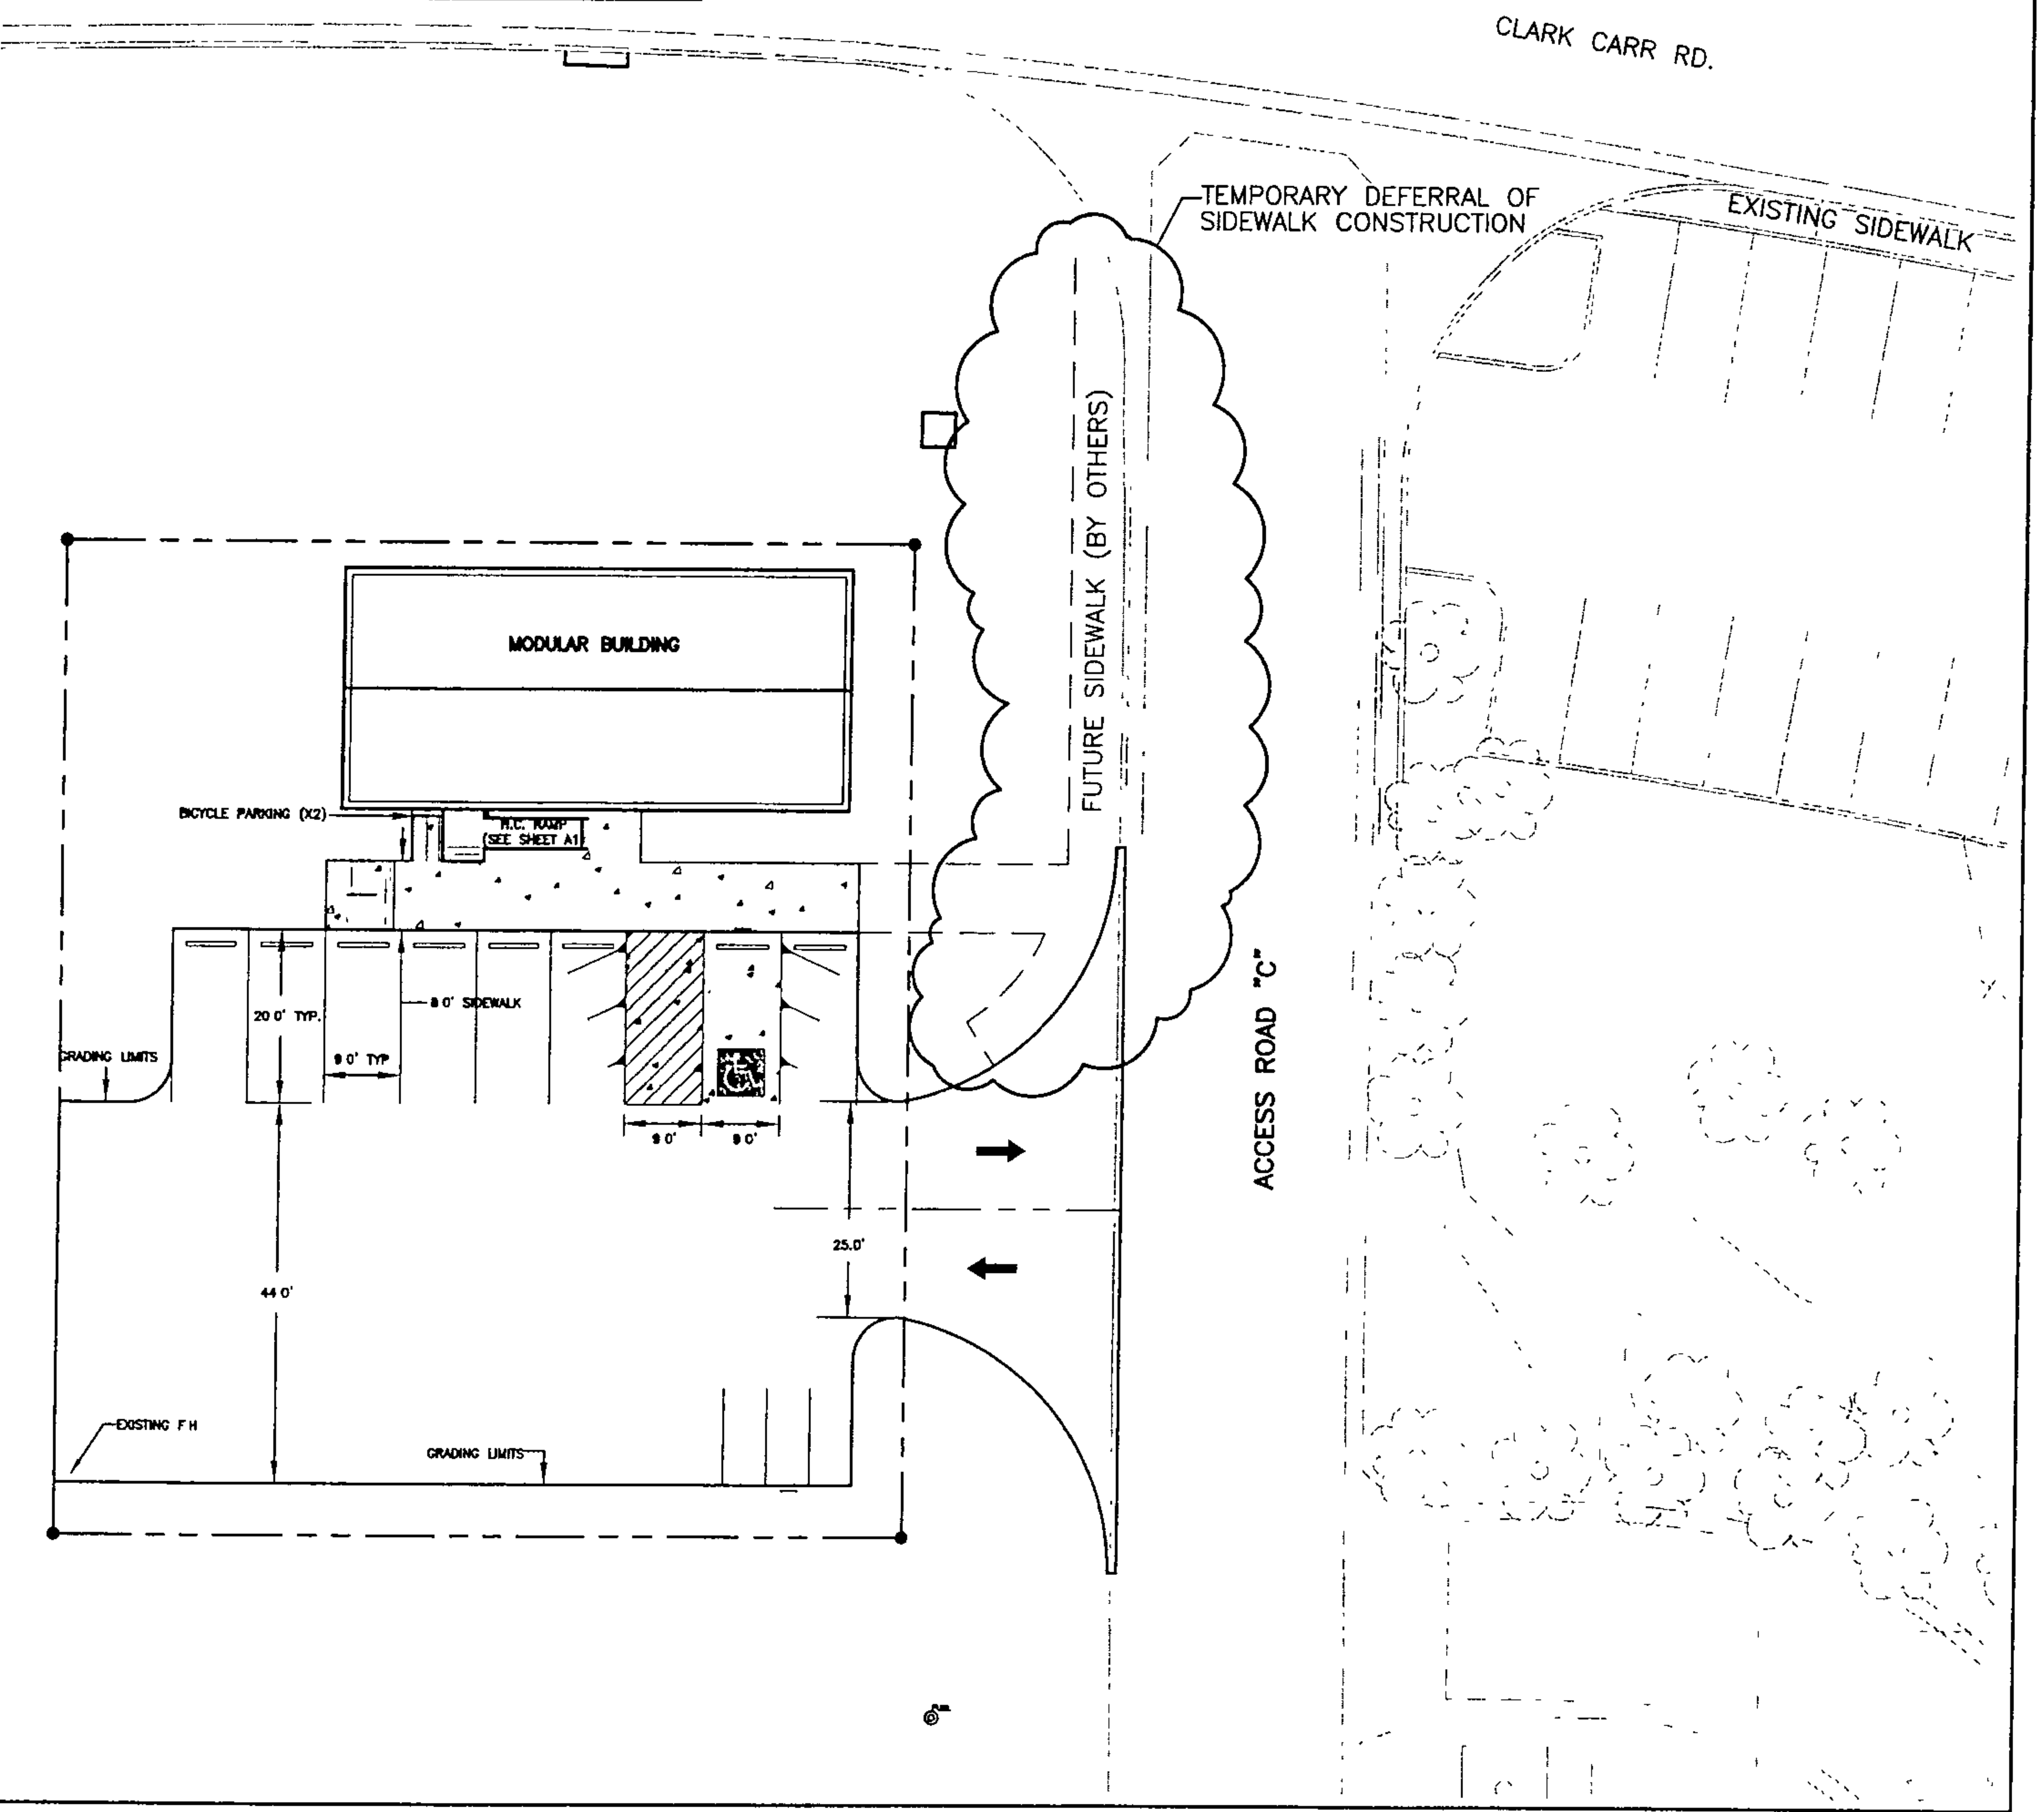 CLARK CARR RD.
TEMPORARY DEFERRAL OF
SIDEWALK CONSTRUCTION
EXISTING SIDEWALK
FUTURE SIDEWALK (BY OTHERS)
MODULAR BUILDING
BICYCLE PARKING (X2)
H.C. RAMP
(SEE SHEET A1)
20 0' TYP.
8 0' SIDEWALK
9 0' TYP
GRADING LIMITS
9 0'
9 0'
ACCESS ROAD "C"
25.0'
44 0'
EXISTING F H
GRADING LIMITS